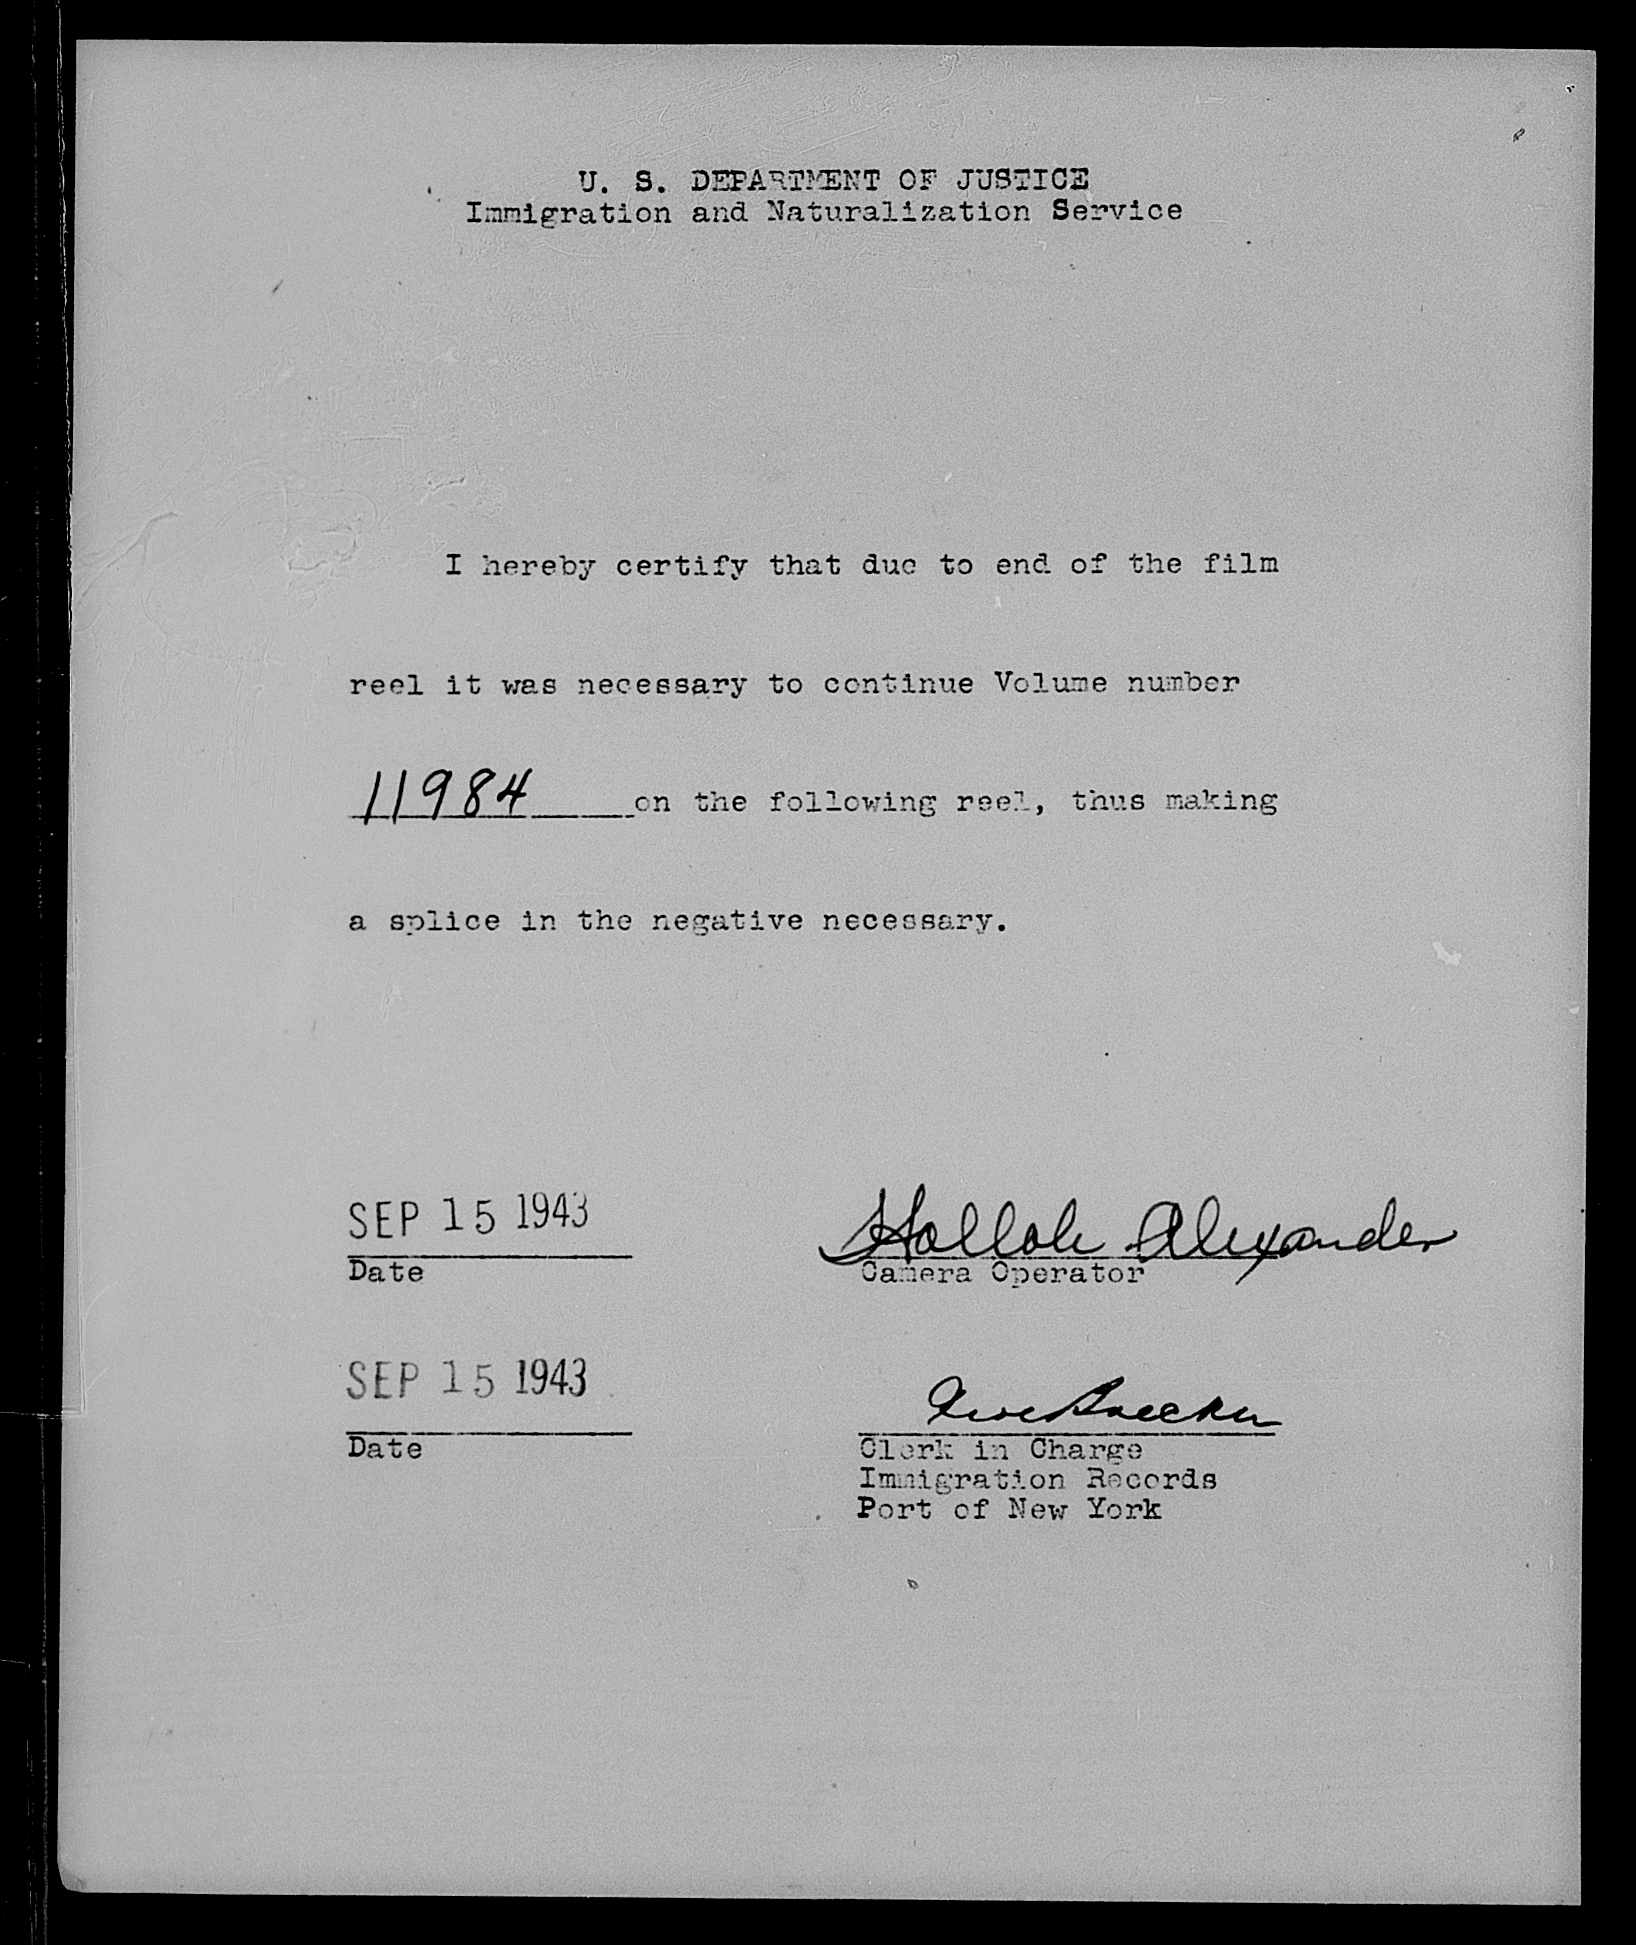 U. S. DEPARTMENT OF JUSTICE
Immigration and Naturalization Service
I hereby certify that due to end of the film
reel it was necessary to continue Volume number
11984 on the following reel, thus making
a splice in the negative necessary.
SEP 15 1943
Date
Alexander
Camera Operator
SEP 15 1943
Date
Clerk in Charge
Immigration Records
Port of New York